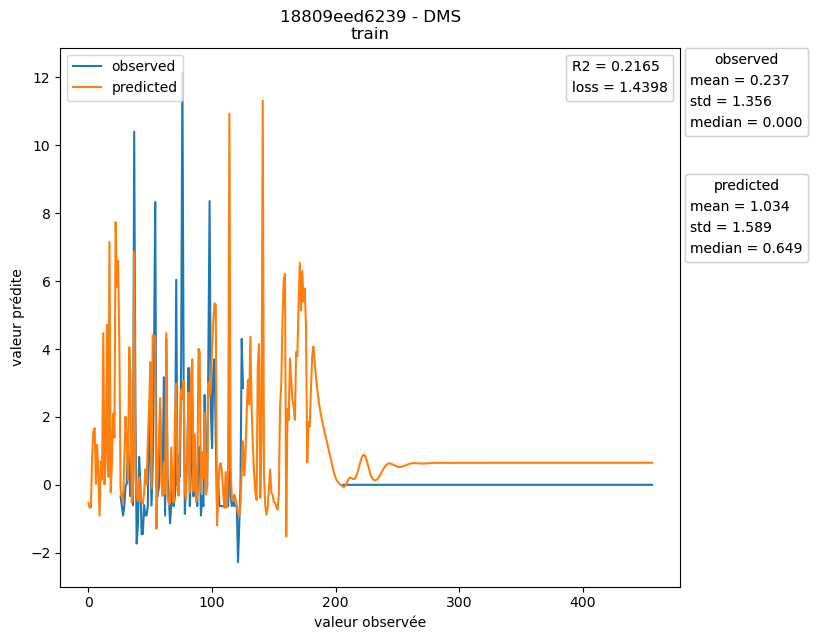 18809eed6239 - DMS
train
observed
predicted
R2 = 0.2165
loss = 1.4398
observed
mean = 0.237
std = 1.356
median = 0.000
predicted
mean = 1.034
std = 1.589
median = 0.649
valeur prédite
12
10
8
6
4
2
0
−2
0
100
200
300
400
valeur observée